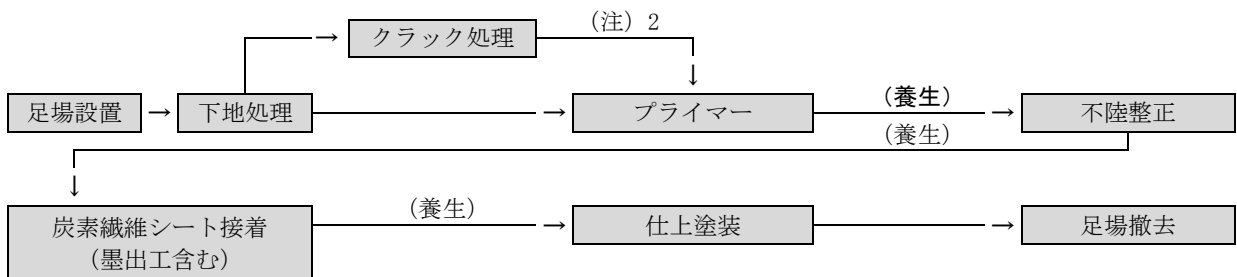 クラック処理
(注) 2
足場設置
下地処理
プライマー
(養生)
不陸整正
(養生)
炭素繊維シート接着
(墨出工含む)
(養生)
仕上塗装
足場撤去